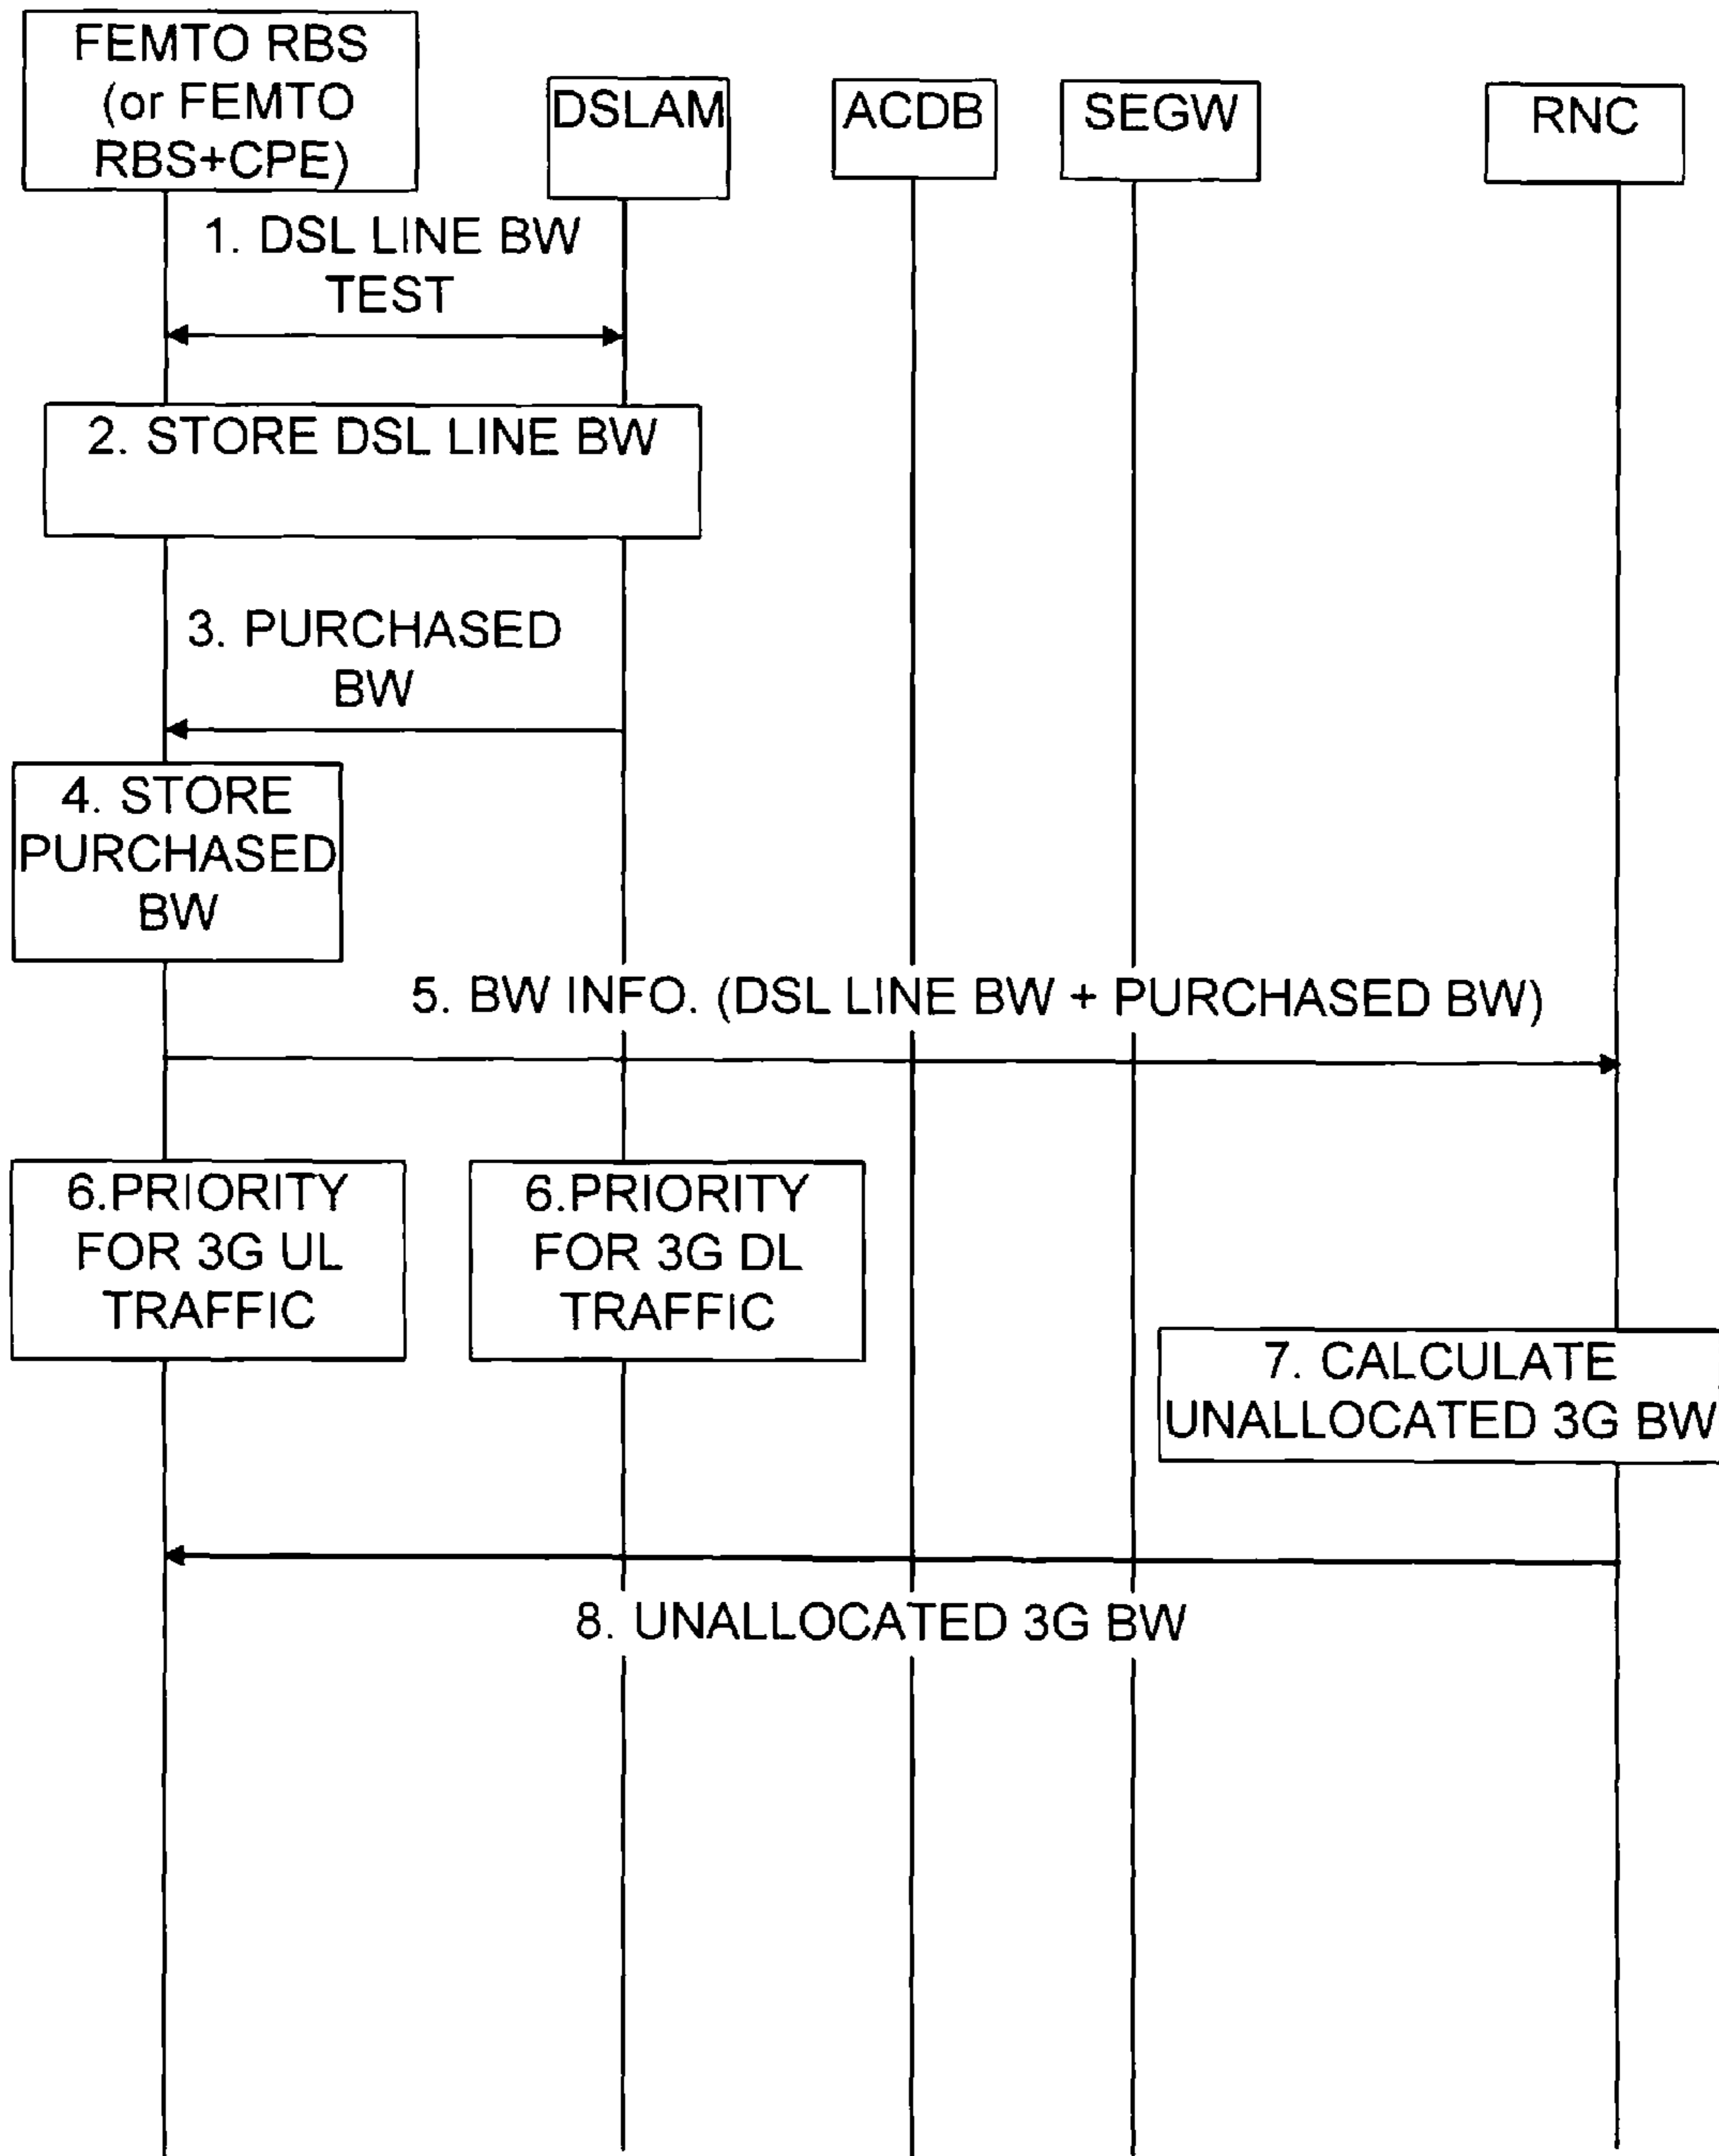 FEMTO RBS
(or FEMTO
RBS+CPE)
DSLAM
ACDB
SEGW
RNC
1. DSL LINE BW
TEST
2. STORE DSL LINE BW
3. PURCHASED
BW
4. STORE
PURCHASED
BW
5. BW INFO. (DSL LINE BW + PURCHASED BW)
6.PRIORITY
FOR 3G UL
TRAFFIC
6.PRIORITY
FOR 3G DL
TRAFFIC
7. CALCULATE
UNALLOCATED 3G BW
8. UNALLOCATED 3G BW